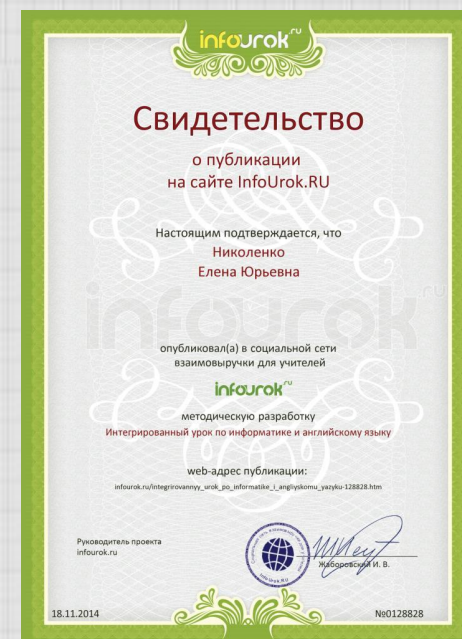 infourok.ru
Свидетельство
о публикации
на сайте InfoUrok.RU
Настоящим подтверждается, что
Николенко
Елена Юрьевна
infourok.ru
опубликовал(а) в социальной сети
взаимовыручки для учителей
infourok.ru
методическую разработку
Интегрированный урок по информатике и английскому языку
web-адрес публикации:
infourok.ru/integrirovannyy_urok_po_informatike_i_angliyskomu_yazyku-128828.htm
Руководитель проекта
infourok.ru
Жаборовский И. В.
18.11.2014
№0128828